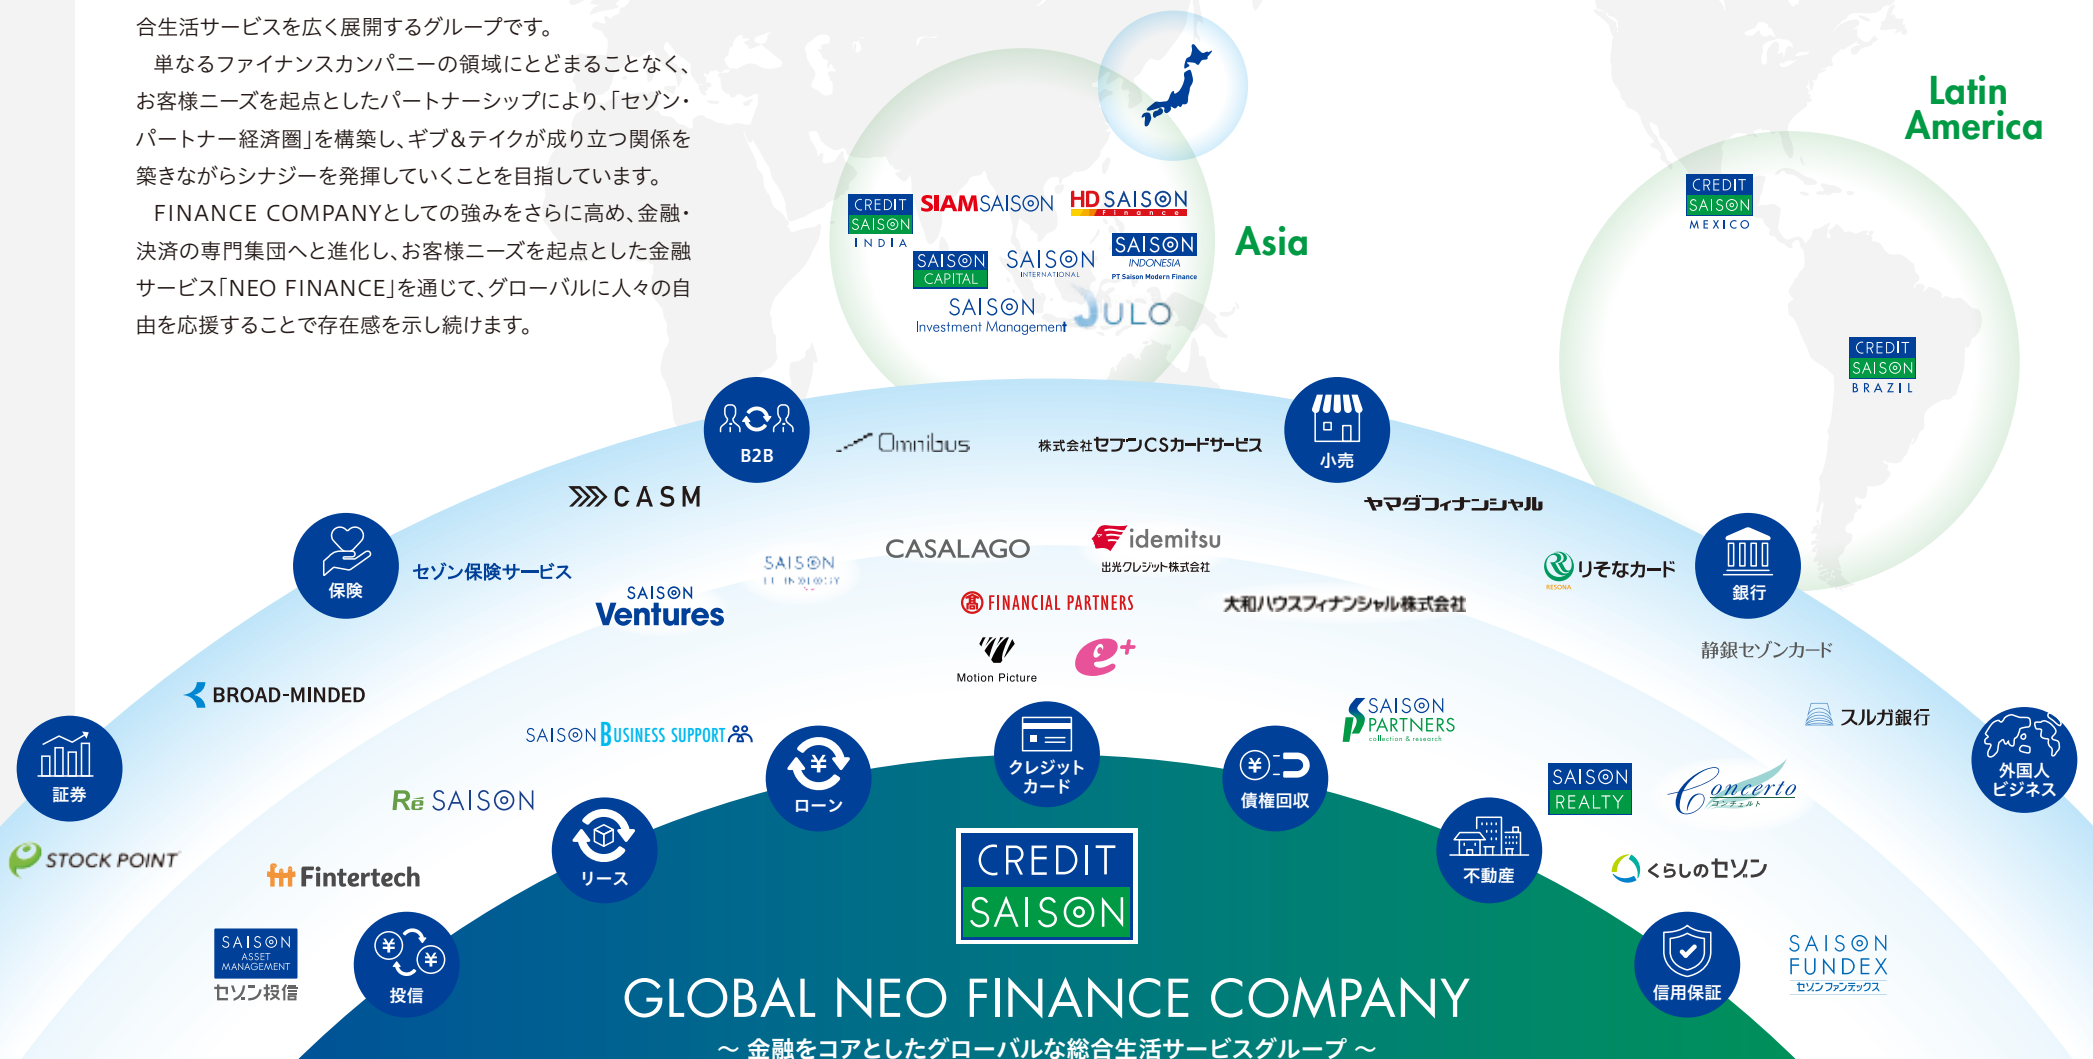 合生活サービスを広く展開するグループです。
単なるファイナンスカンパニーの領域にとどまることなく、
お客様ニーズを起点としたパートナーシップにより、「セゾン・
パートナー経済圏」を構築し、ギブ&テイクが成り立つ関係を
築きながらシナジーを発揮していくことを目指しています。
FINANCE COMPANYとしての強みをさらに高め、金融・
決済の専門集団へと進化し、お客様ニーズを起点とした金融
サービス「NEO FINANCE」を通じて、グローバルに人々の自
由を応援することで存在感を示し続けます。
Asia
CREDIT
SAISON
INDIA
SIAM SAISON
HD SAISON
Finance
SAISON
CAPITAL
SAISON
INTERNATIONAL
SAISON
INDONESIA
PT Saison Modern Finance
SAISON
Investment Management
JULO
Latin
America
CREDIT
SAISON
MEXICO
CREDIT
SAISON
BRAZIL
B2B
Omnibus
株式会社セブンCSカードサービス
小売
CASM
ヤマダフィナンシャル
保険
セゾン保険サービス
SAISON
Ventures
SAISON
TECHNOLOGY
CASALAGO
idemitsu
出光クレジット株式会社
FINANCIAL PARTNERS
大和ハウスフィナンシャル株式会社
RESONA
りそなカード
銀行
静銀セゾンカード
Motion Picture
e+
BROAD-MINDED
SAISON BUSINESS SUPPORT
SAISON
PARTNERS
collection & research
スルガ銀行
証券
ローン
クレジット
カード
債権回収
外国人
ビジネス
Ré SAISON
リース
不動産
SAISON
REALTY
Concerto
コンチェルト
STOCK POINT
Fintertech
くらしのセゾン
CREDIT
SAISON
SAISON
ASSET
MANAGEMENT
セゾン投信
投信
信用保証
SAISON
FUNDEX
セゾンファンデックス
GLOBAL NEO FINANCE COMPANY
～ 金融をコアとしたグローバルな総合生活サービスグループ ～